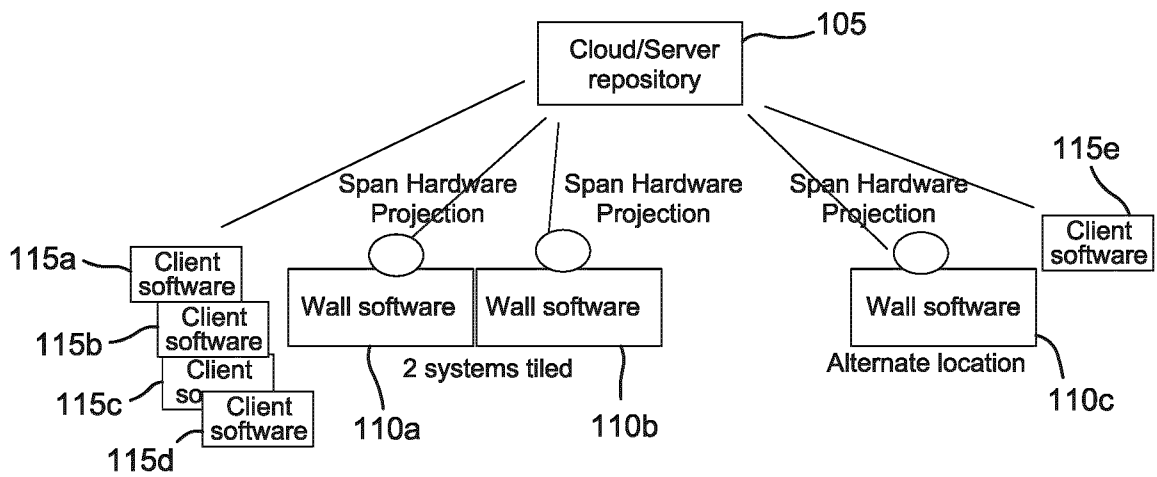 105
Cloud/Server
repository
115e
Span Hardware
Projection
Span Hardware
Projection
Span Hardware
Projection
Client
software
115a
Client
software
Wall software
Wall software
Wall software
115b
Client
software
2 systems tiled
Alternate location
115c
Client
so
110a
110b
110c
Client
software
115d